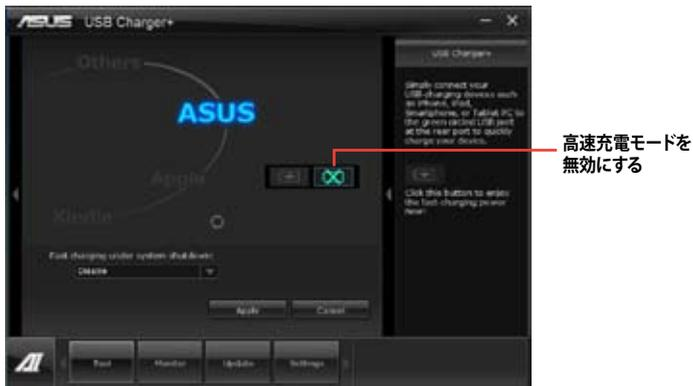 ASUS USB Charger+
Others
ASUS
Apple
Kindle
Fast charging under system shutdown:
Disable
Apply
Cancel
USB Charger+
Simply connect your
USB-charging devices such
as iPhone, iPad,
Smartphone, or Tablet PC to
the green circled USB port
at the rear port to quickly
charge your device.
Click this button to enjoy
the fast-charging power
now!
高速充電モードを
無効にする
Tool
Monitor
Update
Settings